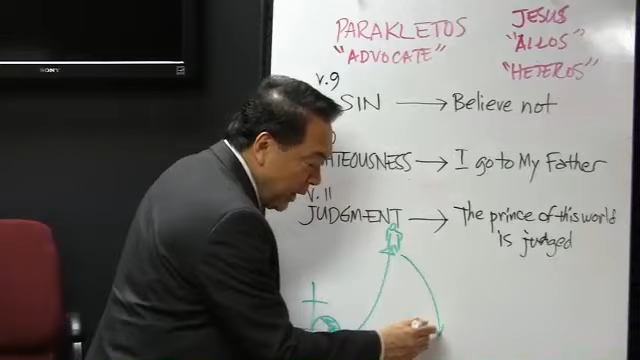 SONY
PARAKLETOS
"ADVOCATE"
JESUS
"ALLOS"
"HETEROS"
v.9
SIN → Believe not
→ I go to My Father
v. 11
JUDGMENT → The prince of this world
is judged